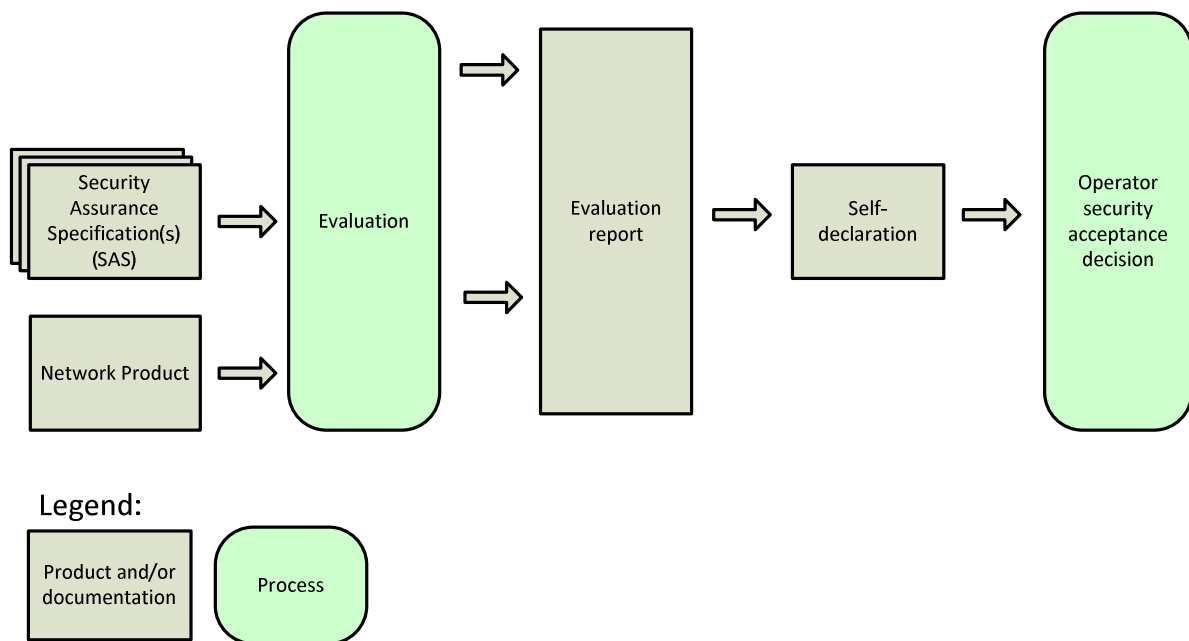 Security
Assurance
Specification(s)
(SAS)
Network Product
Evaluation
Evaluation
report
Self-
declaration
Operator
security
acceptance
decision
Legend:
Product and/or
documentation
Process